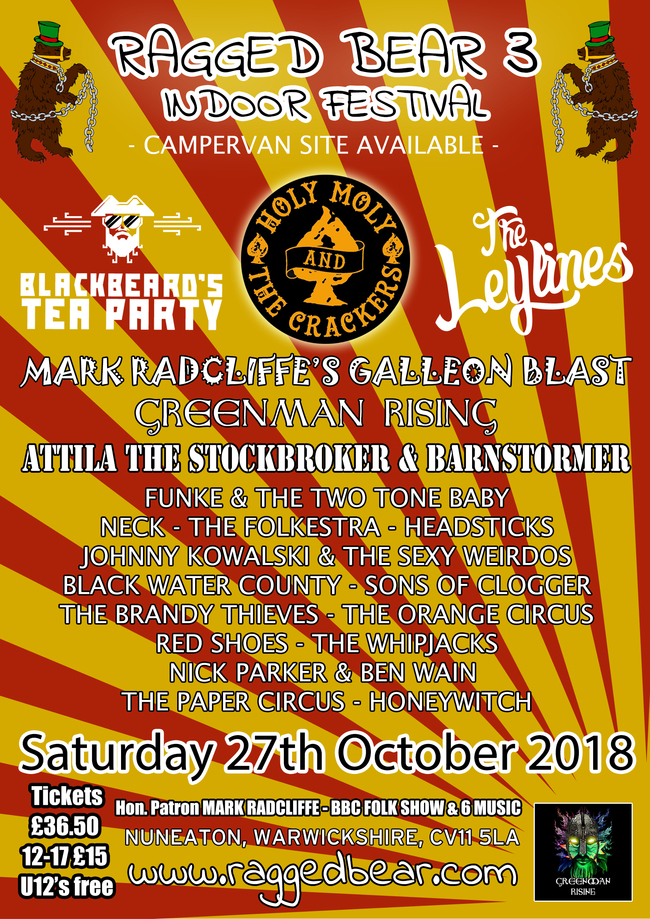 RAGGED BEAR 3
INDOOR FESTIVAL
- CAMPERVAN SITE AVAILABLE -
BLACKBEARD'S
TEA PARTY
HOLY MOLY
AND
THE CRACKERS
The
Leylines
MARK RADCLIFFE'S GALLEON BLAST
GREENMAN RISING
ATTILA THE STOCKBROKER & BARNSTORMER
FUNKE & THE TWO TONE BABY
NECK - THE FOLKESTRA - HEADSTICKS
JOHNNY KOWALSKI & THE SEXY WEIRDOS
BLACK WATER COUNTY - SONS OF CLOGGER
THE BRANDY THIEVES - THE ORANGE CIRCUS
RED SHOES - THE WHIPJACKS
NICK PARKER & BEN WAIN
THE PAPER CIRCUS - HONEYWITCH
Saturday 27th October 2018
Tickets
£36.50
12-17 £15
U12's free
Hon. Patron MARK RADCLIFFE - BBC FOLK SHOW & 6 MUSIC
NUNEATON, WARWICKSHIRE, CV11 5LA
www.raggedbear.com
GREENMAN
RISING